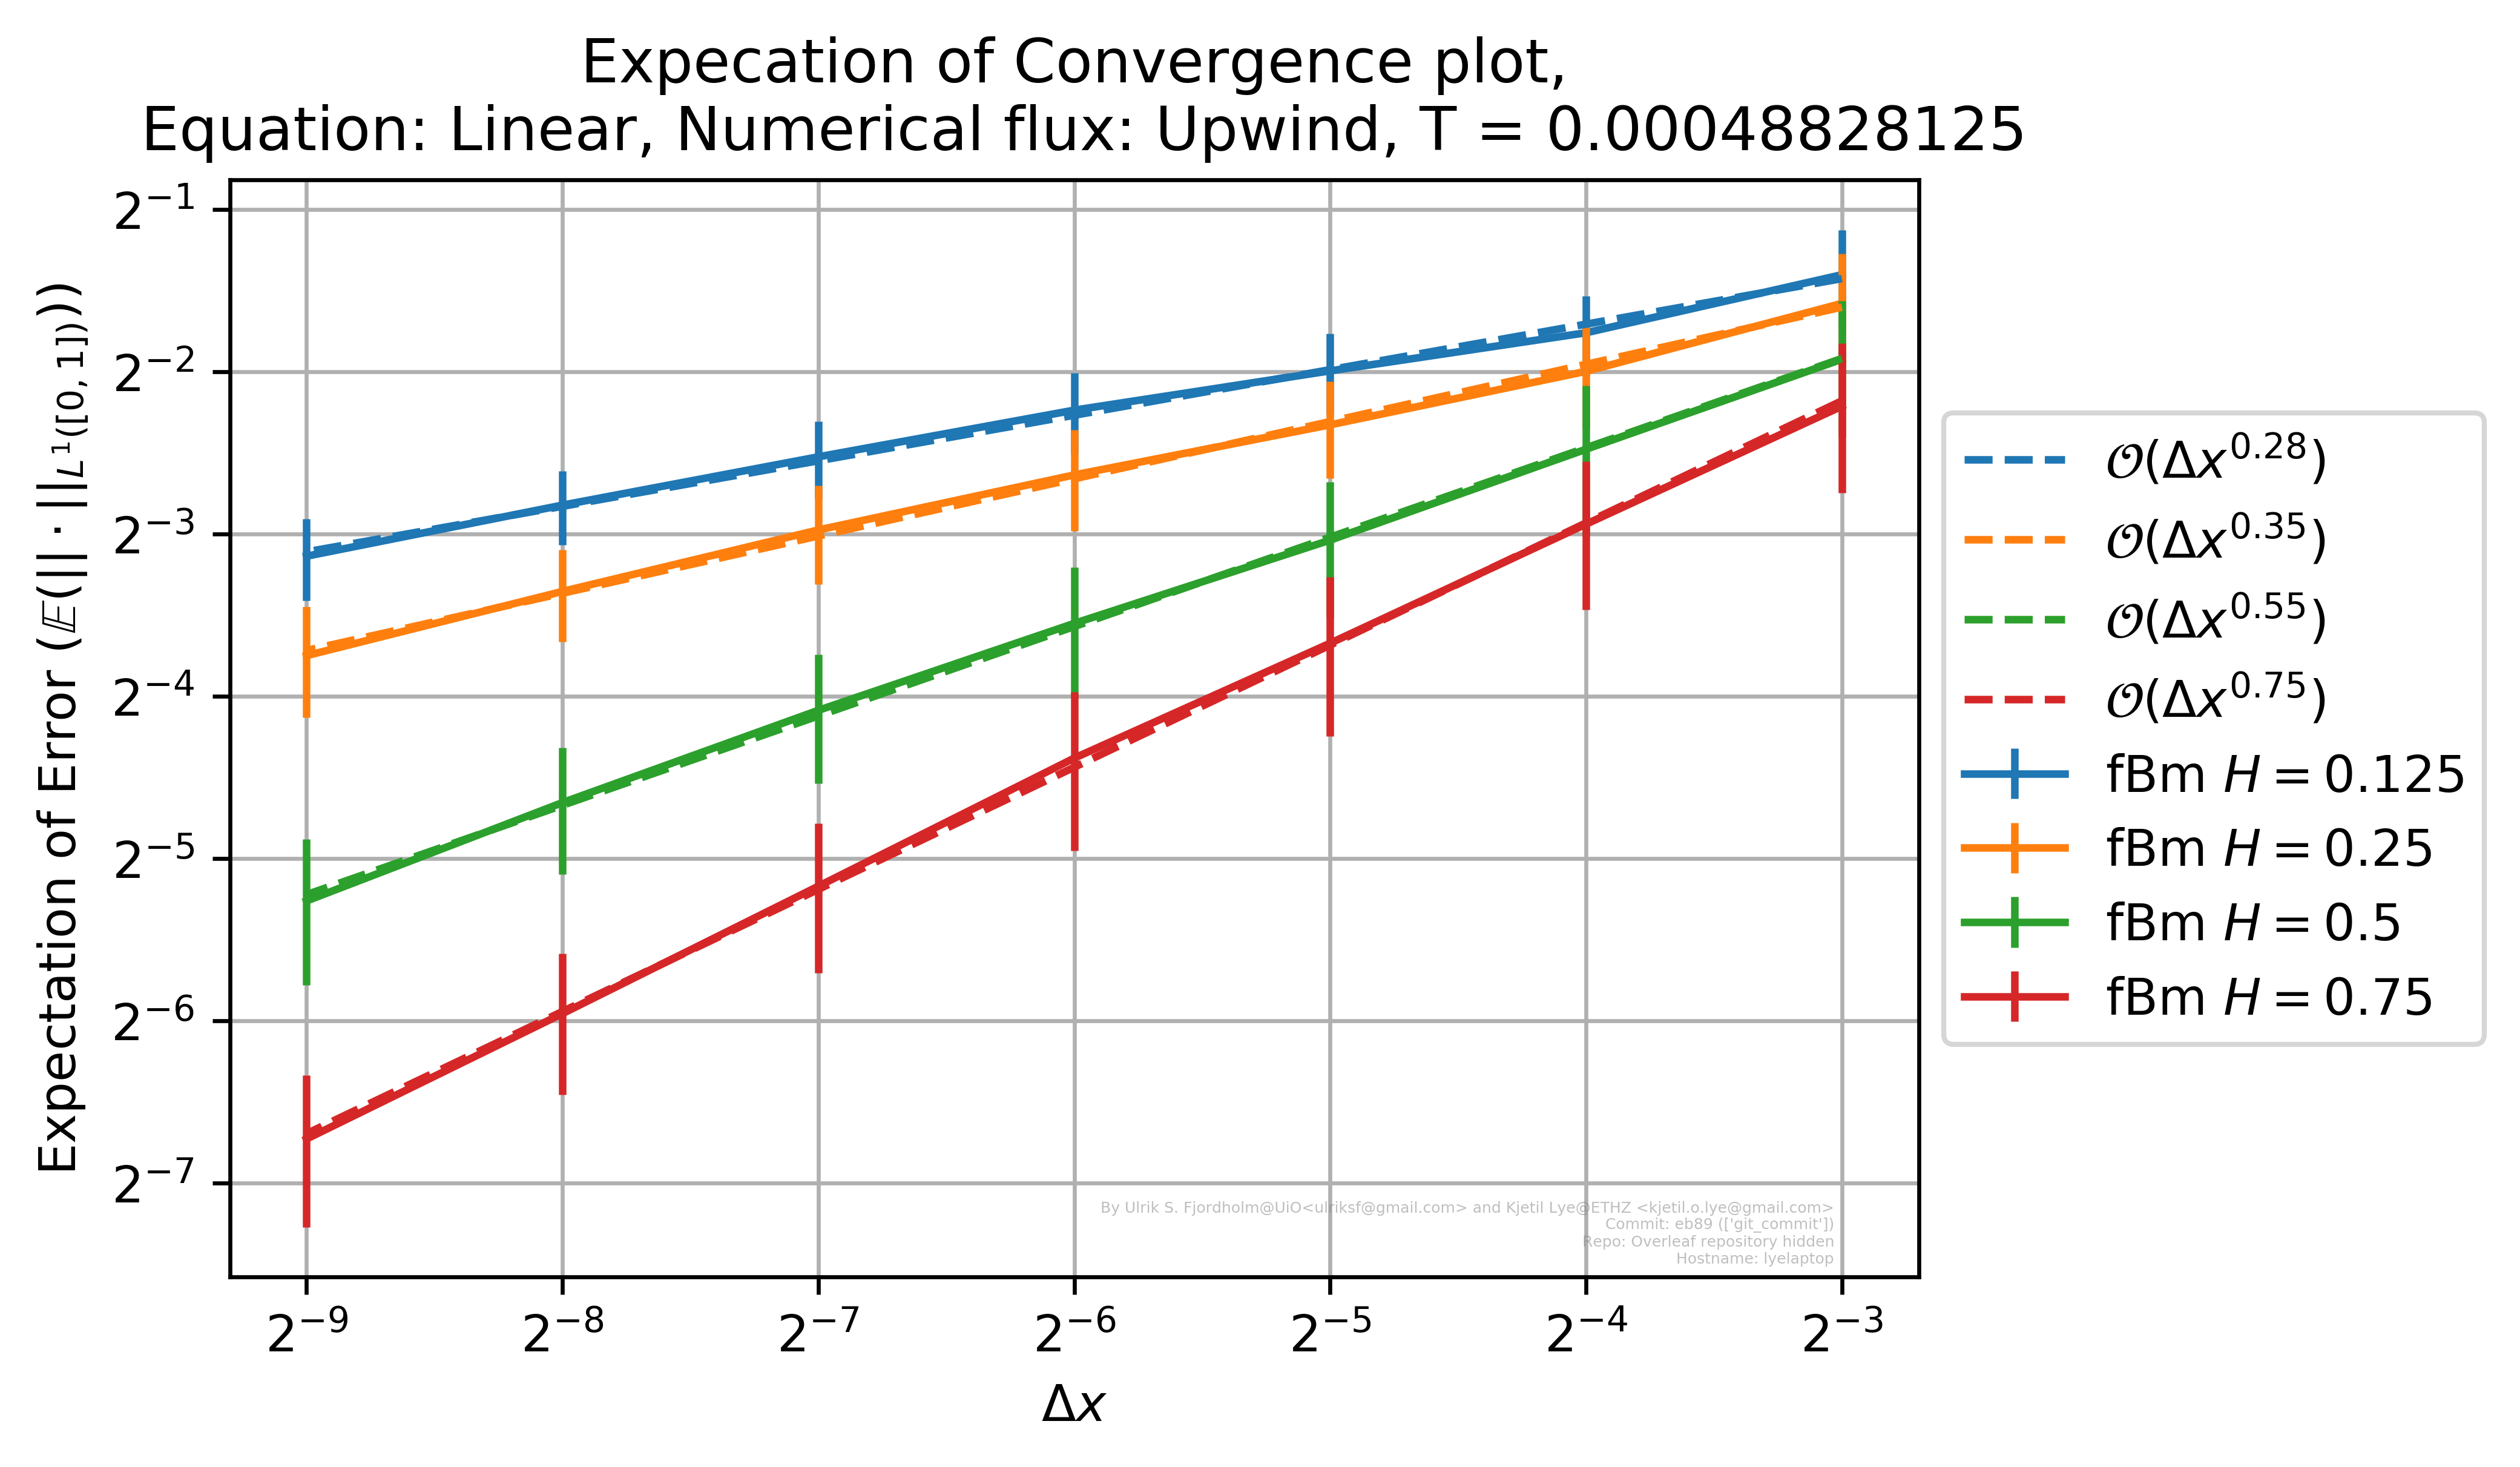 Expecation of Convergence plot,
Equation: Linear, Numerical flux: Upwind, T = 0.00048828125
Expectation of Error (𝔼(||·||_{L^1([0, 1])}))
2^{-1}
2^{-2}
2^{-3}
2^{-4}
2^{-5}
2^{-6}
2^{-7}
𝒪(Δx^{0.28})
𝒪(Δx^{0.35})
𝒪(Δx^{0.55})
𝒪(Δx^{0.75})
fBm H = 0.125
fBm H = 0.25
fBm H = 0.5
fBm H = 0.75
By Ulrik S. Fjordholm@UiO<ulriksf@gmail.com> and Kjetil Lye@ETHZ <kjetil.o.lye@gmail.com>
Commit: eb89 (['git_commit'])
Repo: Overleaf repository hidden
Hostname: lyelaptop
2^{-9} 2^{-8} 2^{-7} 2^{-6} 2^{-5} 2^{-4} 2^{-3}
Δx